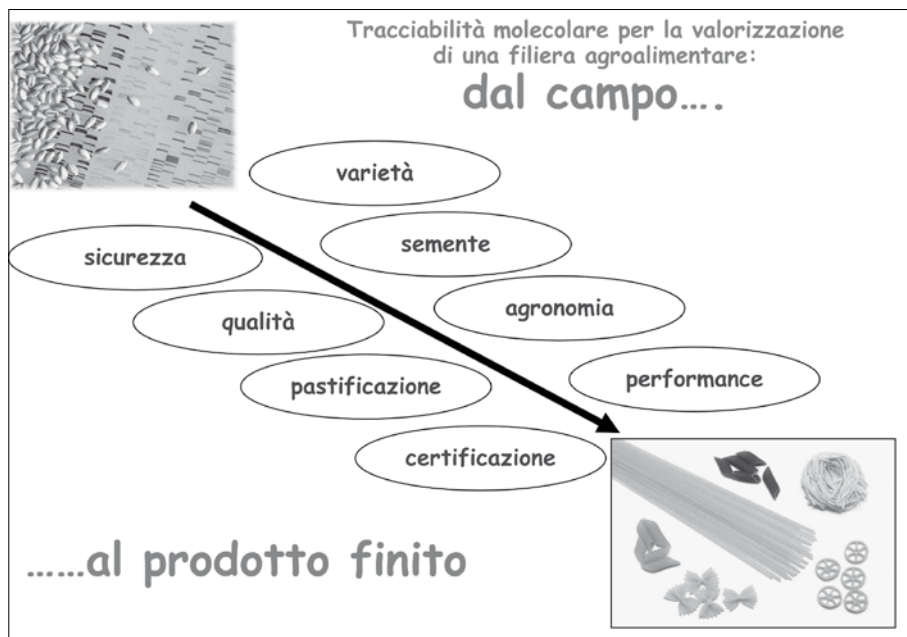 Tracciabilità molecolare per la valorizzazione
di una filiera agroalimentare:
dal campo….
varietà
semente
sicurezza
agronomia
qualità
performance
pastificazione
certificazione
……al prodotto finito